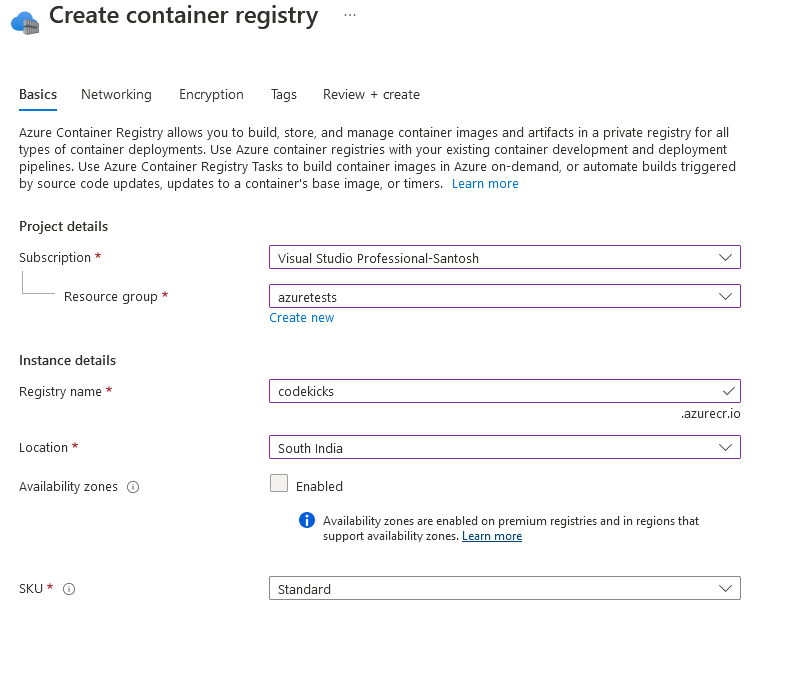 Create container registry ...
Basics Networking Encryption Tags Review + create
Azure Container Registry allows you to build, store, and manage container images and artifacts in a private registry for all
types of container deployments. Use Azure container registries with your existing container development and deployment
pipelines. Use Azure Container Registry Tasks to build container images in Azure on-demand, or automate builds triggered
by source code updates, updates to a container's base image, or timers. Learn more
Project details
Subscription * Visual Studio Professional-Santosh
Resource group * azuretests
Create new
Instance details
Registry name * codekicks
.azurecr.io
Location * South India
Availability zones Enabled
Availability zones are enabled on premium registries and in regions that
support availability zones. Learn more
SKU * Standard